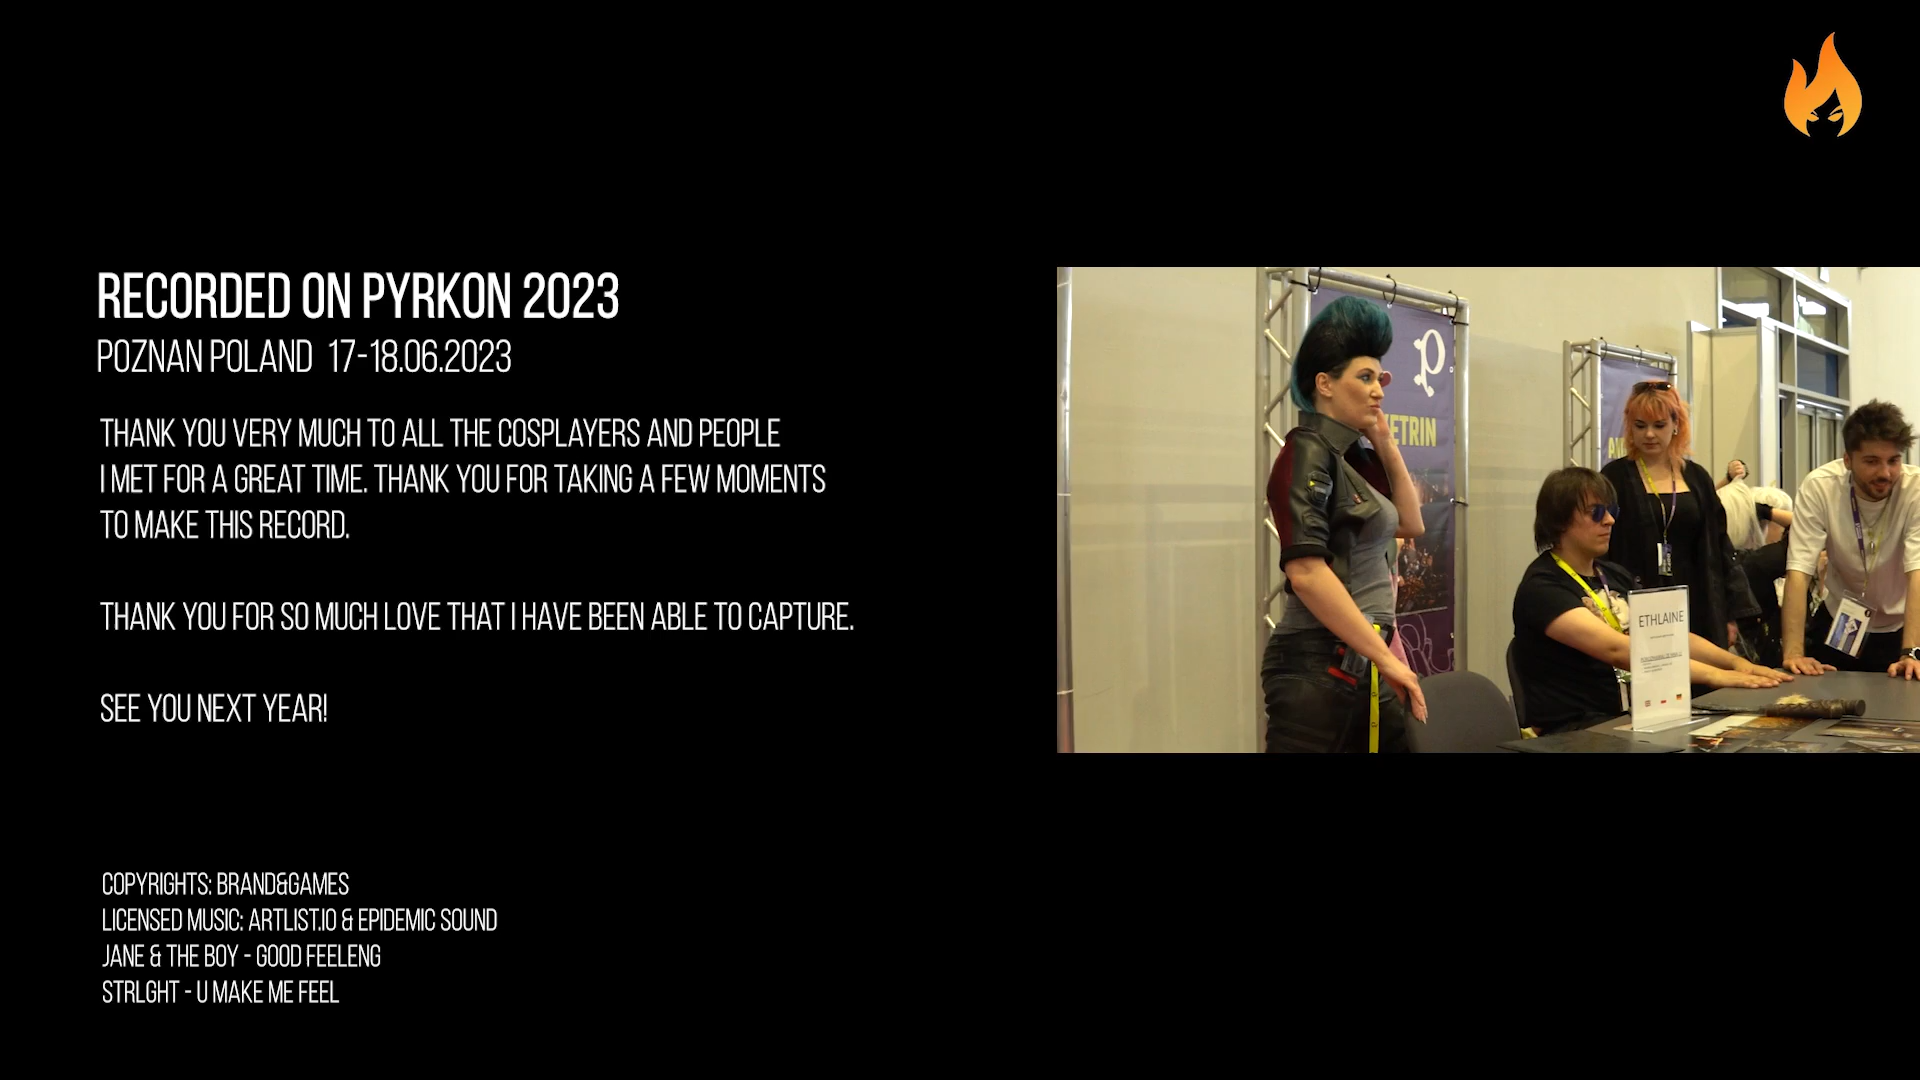 RECORDED ON PYRKON 2023
POZNAN POLAND 17-18.06.2023
THANK YOU VERY MUCH TO ALL THE COSPLAYERS AND PEOPLE
I MET FOR A GREAT TIME. THANK YOU FOR TAKING A FEW MOMENTS
TO MAKE THIS RECORD.
THANK YOU FOR SO MUCH LOVE THAT I HAVE BEEN ABLE TO CAPTURE.
SEE YOU NEXT YEAR!
COPYRIGHTS: BRAND&GAMES
LICENSED MUSIC: ARTLIST.IO & EPIDEMIC SOUND
JANE & THE BOY - GOOD FEELENG
STRLGHT - U MAKE ME FEEL
ETRIN
ETHLAINE